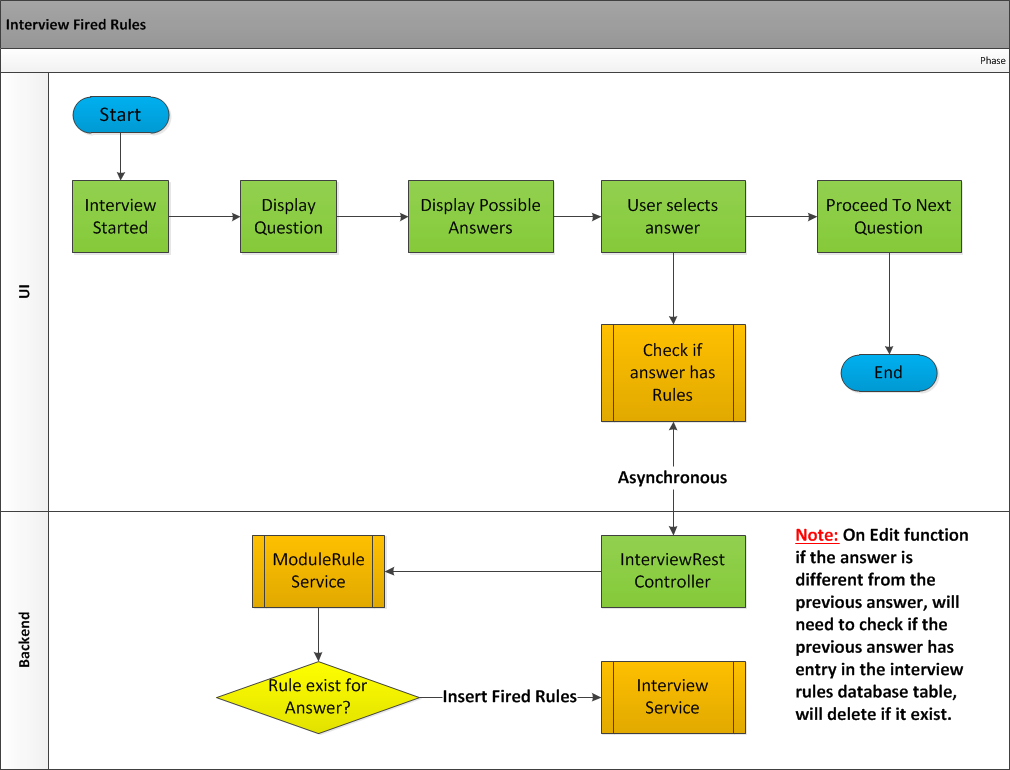 Interview Fired Rules
Phase
UI
Start
Interview
Started
Display
Question
Display Possible
Answers
User selects
answer
Proceed To Next
Question
Check if
answer has
Rules
End
Asynchronous
Backend
ModuleRule
Service
InterviewRest
Controller
Rule exist for
Answer?
Insert Fired Rules
Interview
Service
Note: On Edit function
if the answer is
different from the
previous answer, will
need to check if the
previous answer has
entry in the interview
rules database table,
will delete if it exist.